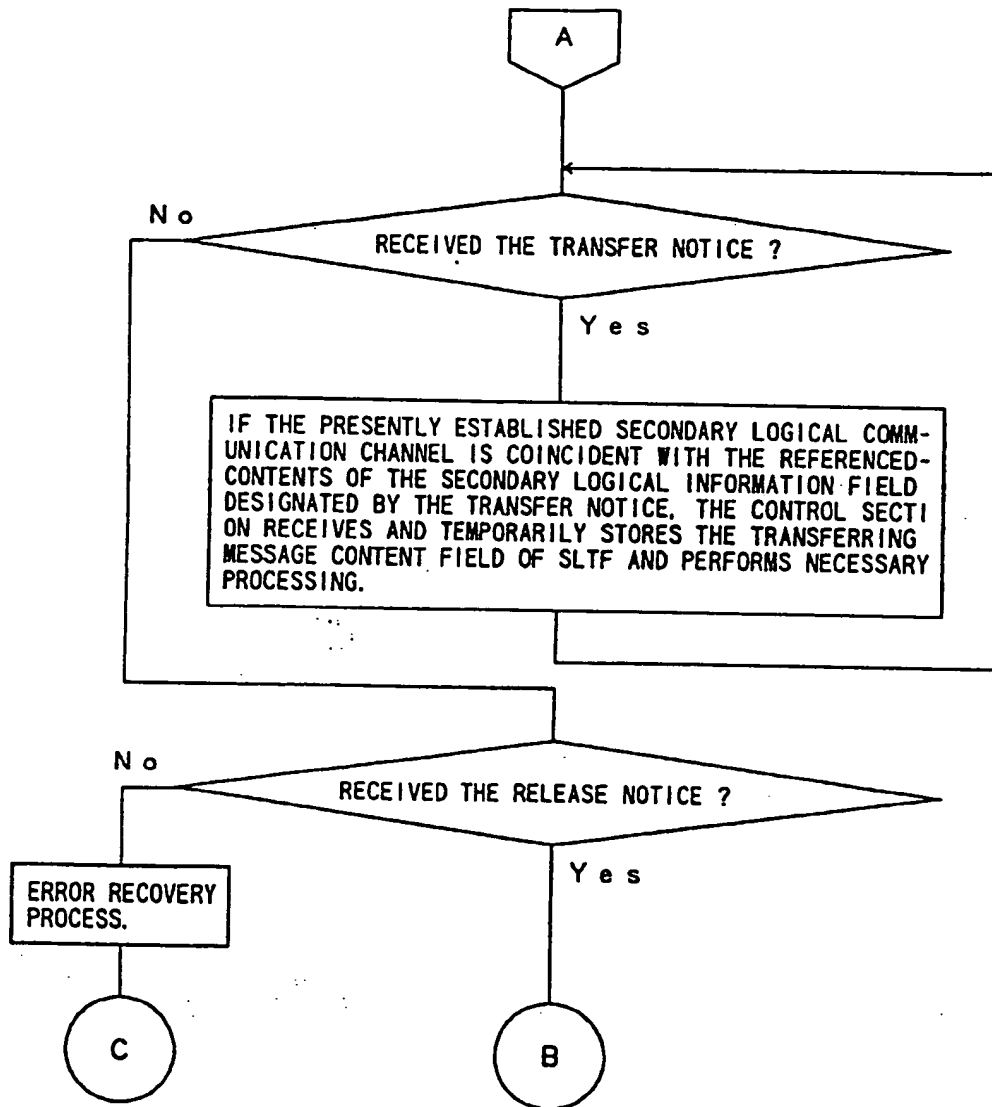 A
No
RECEIVED THE TRANSFER NOTICE ?
Yes
IF THE PRESENTLY ESTABLISHED SECONDARY LOGICAL COMM-
UNICATION CHANNEL IS COINCIDENT WITH THE REFERENCED-
CONTENTS OF THE SECONDARY LOGICAL INFORMATION FIELD
DESIGNATED BY THE TRANSFER NOTICE. THE CONTROL SECTI
ON RECEIVES AND TEMPORARILY STORES THE TRANSFERRING
MESSAGE CONTENT FIELD OF SLTF AND PERFORMS NECESSARY
PROCESSING.
No
RECEIVED THE RELEASE NOTICE ?
Yes
ERROR RECOVERY
PROCESS.
C
B